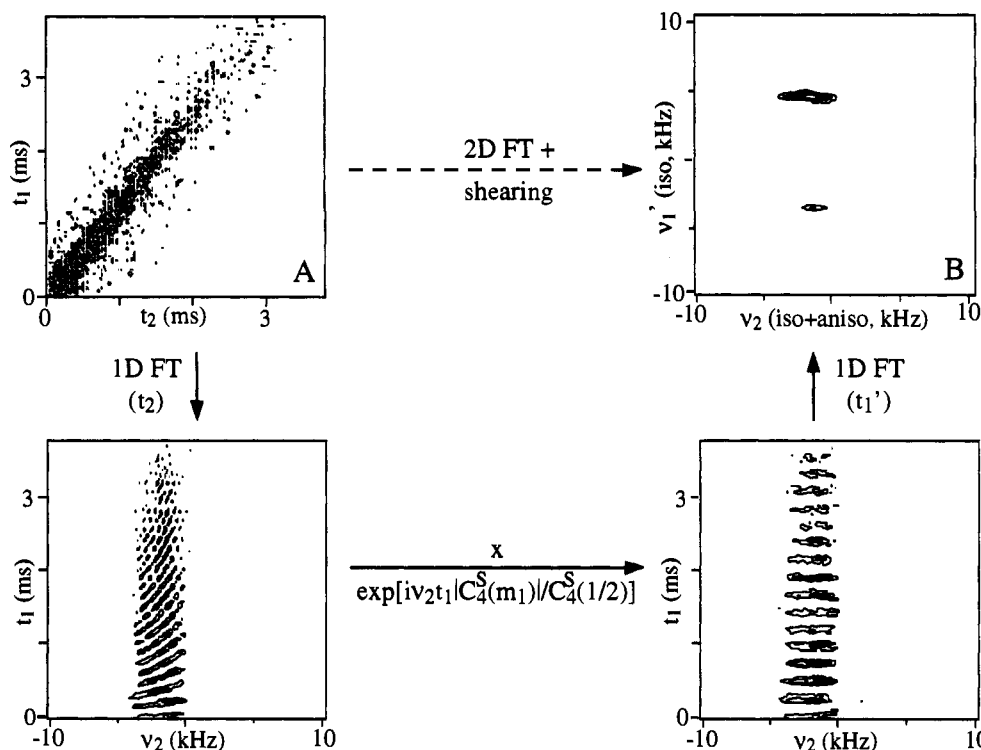 t₁ (ms)
3
0
A
0
t₂ (ms)
3
2D FT +
shearing
ν₁' (iso, kHz)
10
-10
B
-10
ν₂ (iso+aniso, kHz)
10
1D FT
(t₂)
1D FT
(t₁')
t₁ (ms)
3
0
-10
ν₂ (kHz)
10
x
exp[iν₂t₁|C₄ˢ(m₁)|/C₄ˢ(1/2)]
t₁ (ms)
3
0
-10
ν₂ (kHz)
10